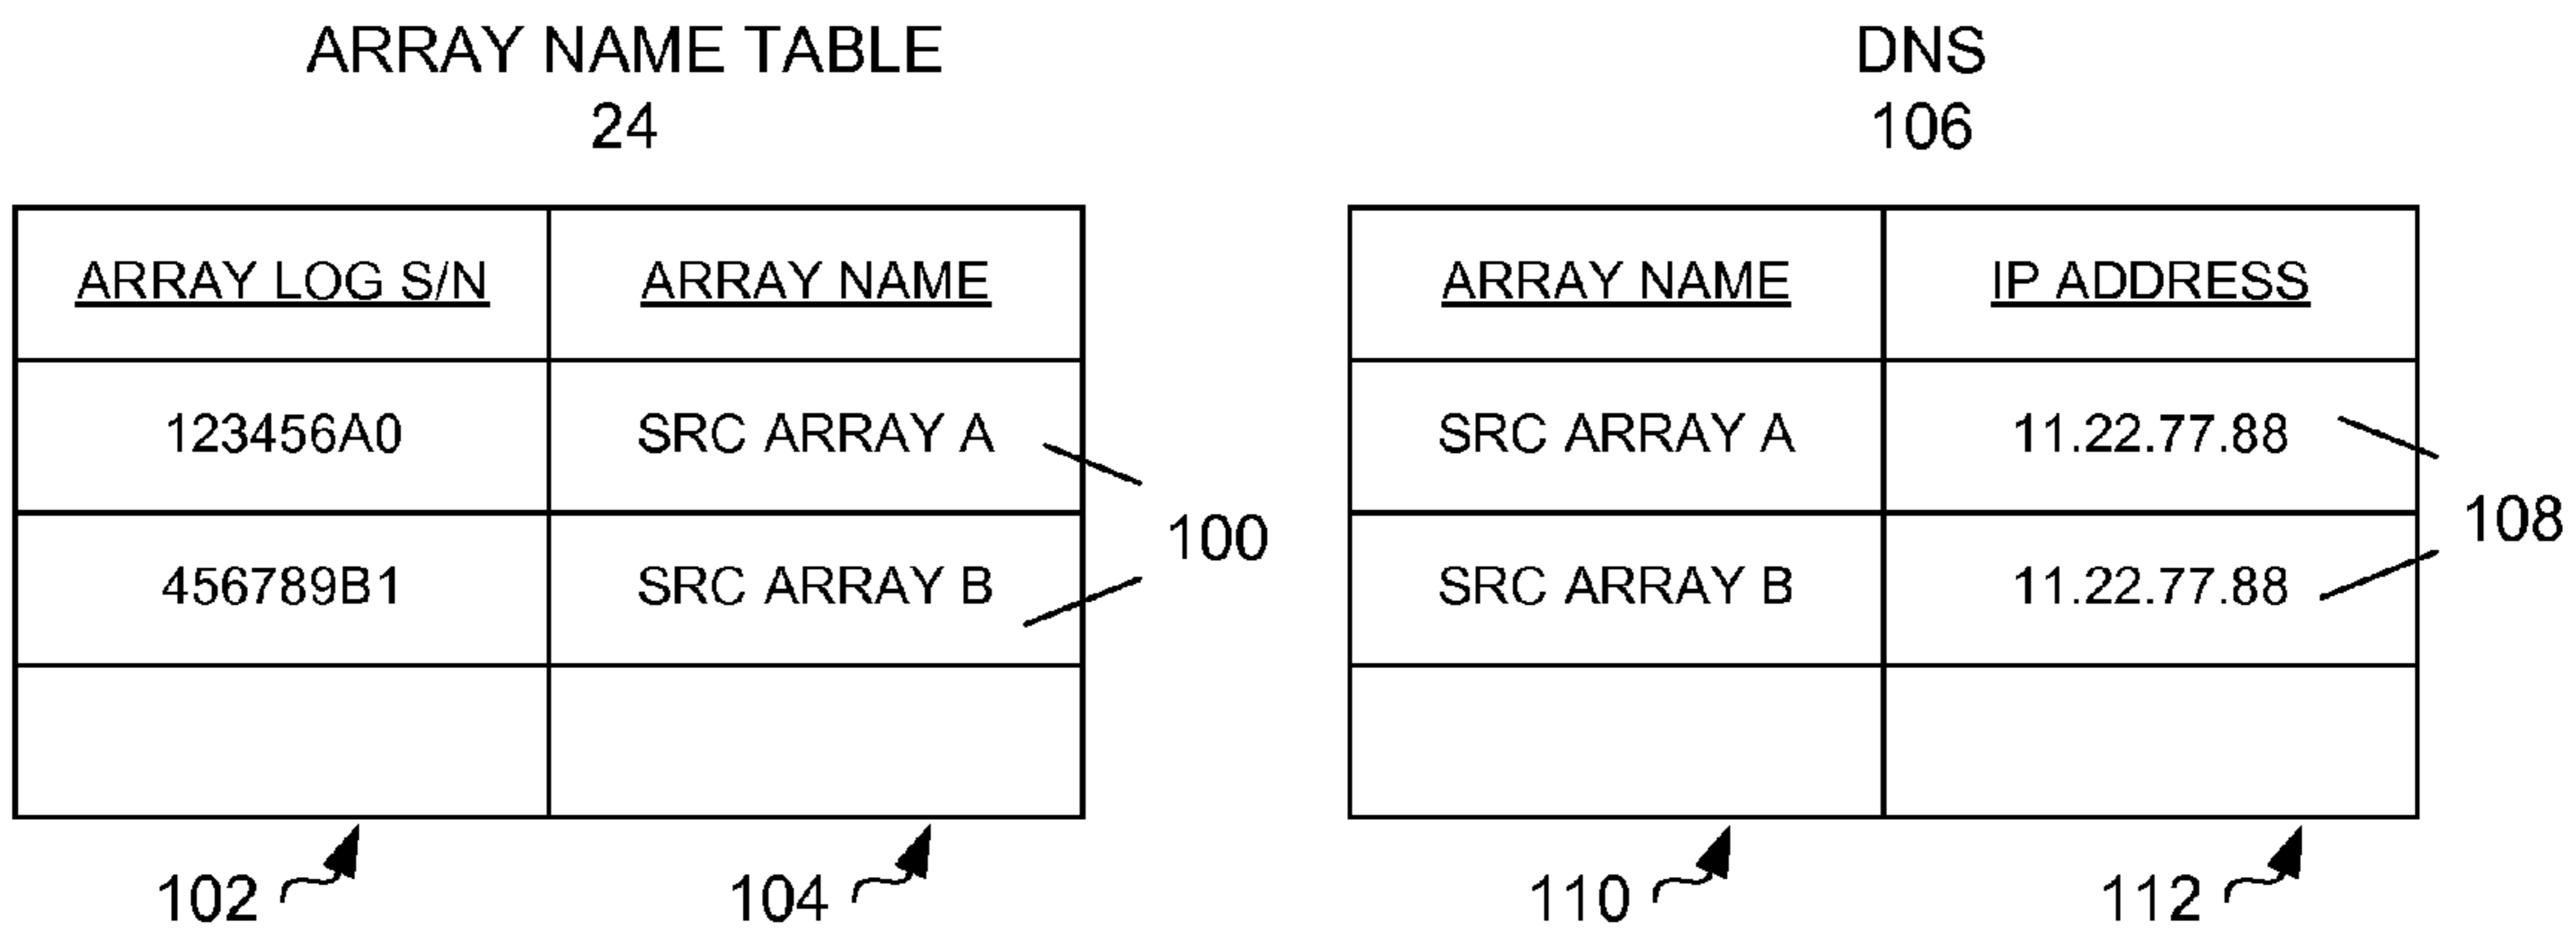 ARRAY NAME TABLE
24
ARRAY LOG S/N ARRAY NAME
123456A0 SRC ARRAY A
456789B1 SRC ARRAY B
100
102 104
DNS
106
ARRAY NAME IP ADDRESS
SRC ARRAY A 11.22.77.88
SRC ARRAY B 11.22.77.88
108
110 112